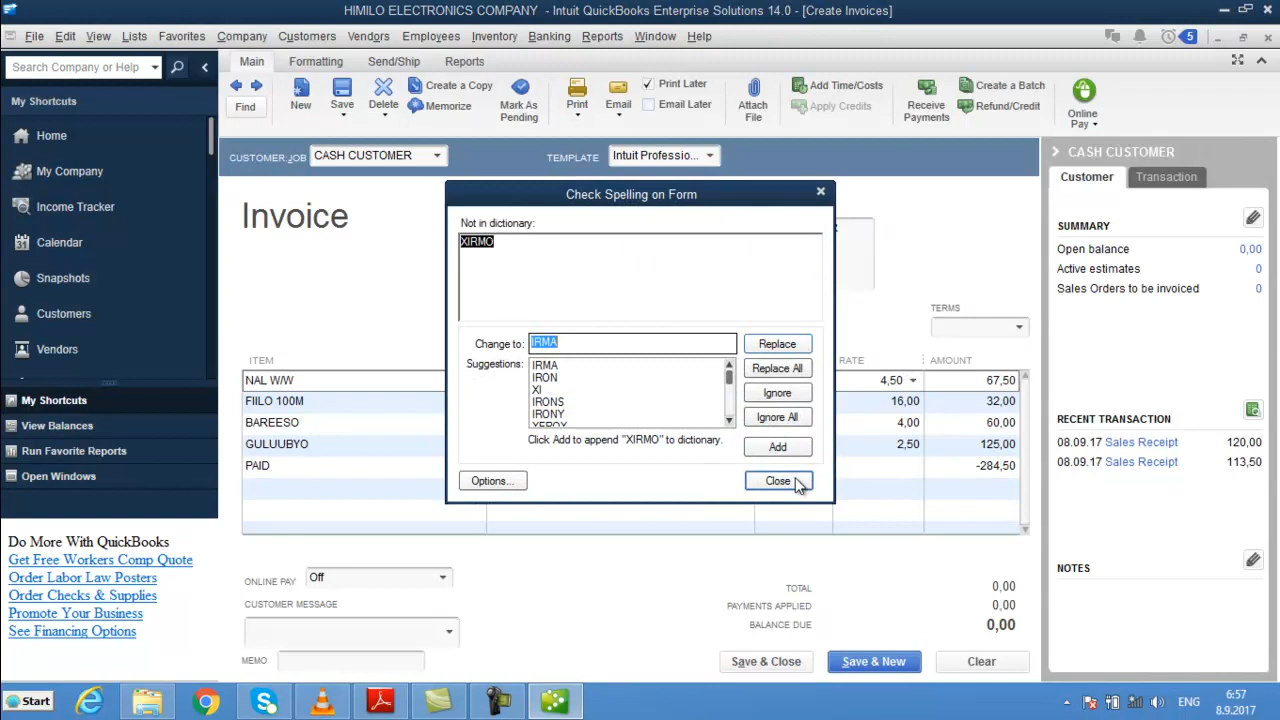 HIMILO ELECTRONICS COMPANY - Intuit QuickBooks Enterprise Solutions 14.0 - [Create Invoices]
File Edit View Lists Favorites Company Customers Vendors Employees Inventory Banking Reports Window Help
5
Search Company or Help
My Shortcuts
Home
My Company
Income Tracker
Calendar
Snapshots
Customers
Vendors
My Shortcuts
View Balances
Run Favorite Reports
Open Windows
Do More With QuickBooks
Get Free Workers Comp Quote
Order Labor Law Posters
Order Checks & Supplies
Promote Your Business
See Financing Options
Main Formatting Send/Ship Reports
Find
New
Save
Delete
Create a Copy
Memorize
Mark As
Pending
Print
Email
Print Later
Email Later
Attach
File
Add Time/Costs
Apply Credits
Receive
Payments
Create a Batch
Refund/Credit
Online
Pay
CUSTOMER:JOB CASH CUSTOMER
TEMPLATE Intuit Professio...
Invoice
TERMS
ITEM RATE AMOUNT
NAL W/W 4,50 67,50
FIILO 100M 16,00 32,00
BAREESO 4,00 60,00
GULUUBYO 2,50 125,00
PAID -284,50
Check Spelling on Form
Not in dictionary:
XIRMO
Change to: IRMA
Suggestions:
IRMA
IRON
XI
IRONS
IRONY
XEROX
Click Add to append "XIRMO" to dictionary.
Replace
Replace All
Ignore
Ignore All
Add
Options...
Close
ONLINE PAY Off
CUSTOMER MESSAGE
MEMO
TOTAL 0,00
PAYMENTS APPLIED 0,00
BALANCE DUE 0,00
Save & Close Save & New Clear
CASH CUSTOMER
Customer Transaction
SUMMARY
Open balance 0,00
Active estimates 0
Sales Orders to be invoiced 0
RECENT TRANSACTION
08.09.17 Sales Receipt 120,00
08.09.17 Sales Receipt 113,50
NOTES
Start
ENG
6:57
8.9.2017